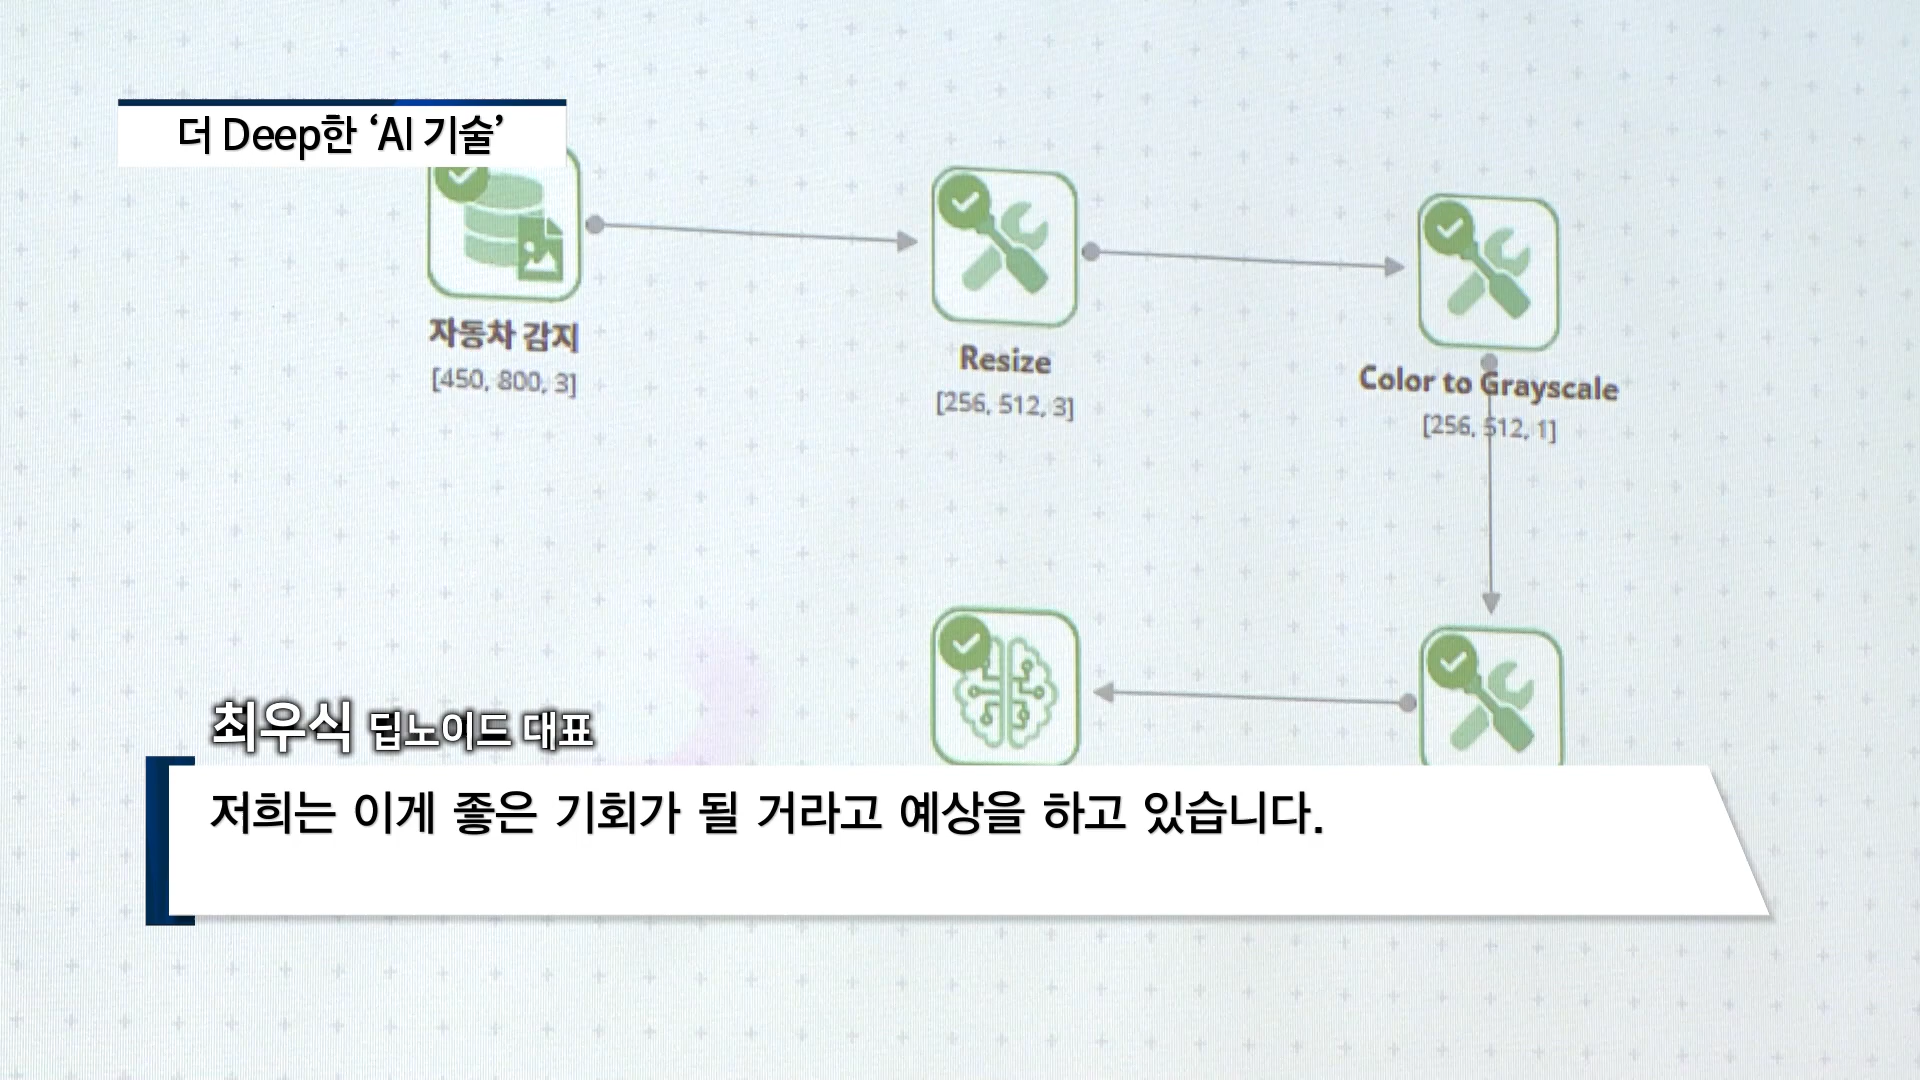 더 Deep한 ‘AI 기술’
자동차 감지
[450, 800, 3]
Resize
[256, 512, 3]
Color to Grayscale
[256, 512, 1]
최우식 딥노이드 대표
저희는 이게 좋은 기회가 될 거라고 예상을 하고 있습니다.